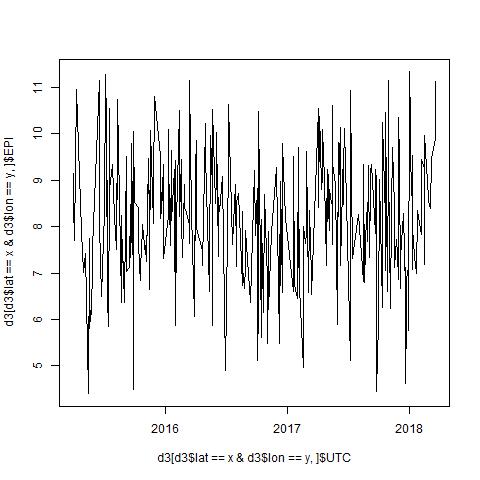 d3[d3$lat == x & d3$lon == y, ]$EPI
11
10
9
8
7
6
5
2016 2017 2018
d3[d3$lat == x & d3$lon == y, ]$UTC